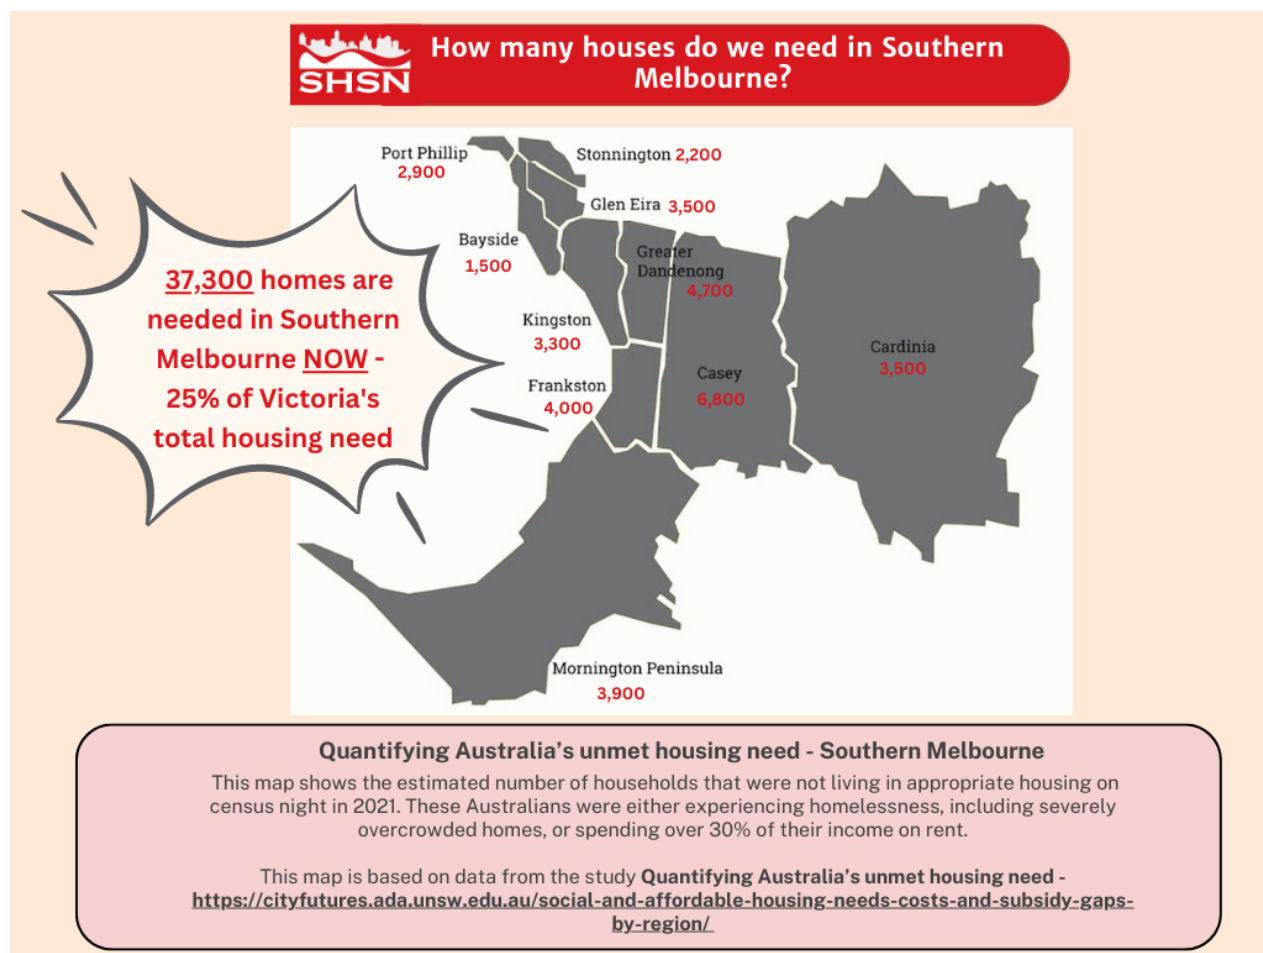 SHSN
How many houses do we need in Southern
Melbourne?
Port Phillip
2,900
Stonnington 2,200
Glen Eira 3,500
Bayside
1,500
Greater
Dandenong
4,700
37,300 homes are
needed in Southern
Melbourne NOW -
25% of Victoria's
total housing need
Kingston
3,300
Cardinia
3,500
Frankston
4,000
Casey
6,800
Mornington Peninsula
3,900
Quantifying Australia’s unmet housing need - Southern Melbourne
This map shows the estimated number of households that were not living in appropriate housing on
census night in 2021. These Australians were either experiencing homelessness, including severely
overcrowded homes, or spending over 30% of their income on rent.
This map is based on data from the study Quantifying Australia’s unmet housing need -
https://cityfutures.ada.unsw.edu.au/social-and-affordable-housing-needs-costs-and-subsidy-gaps-
by-region/